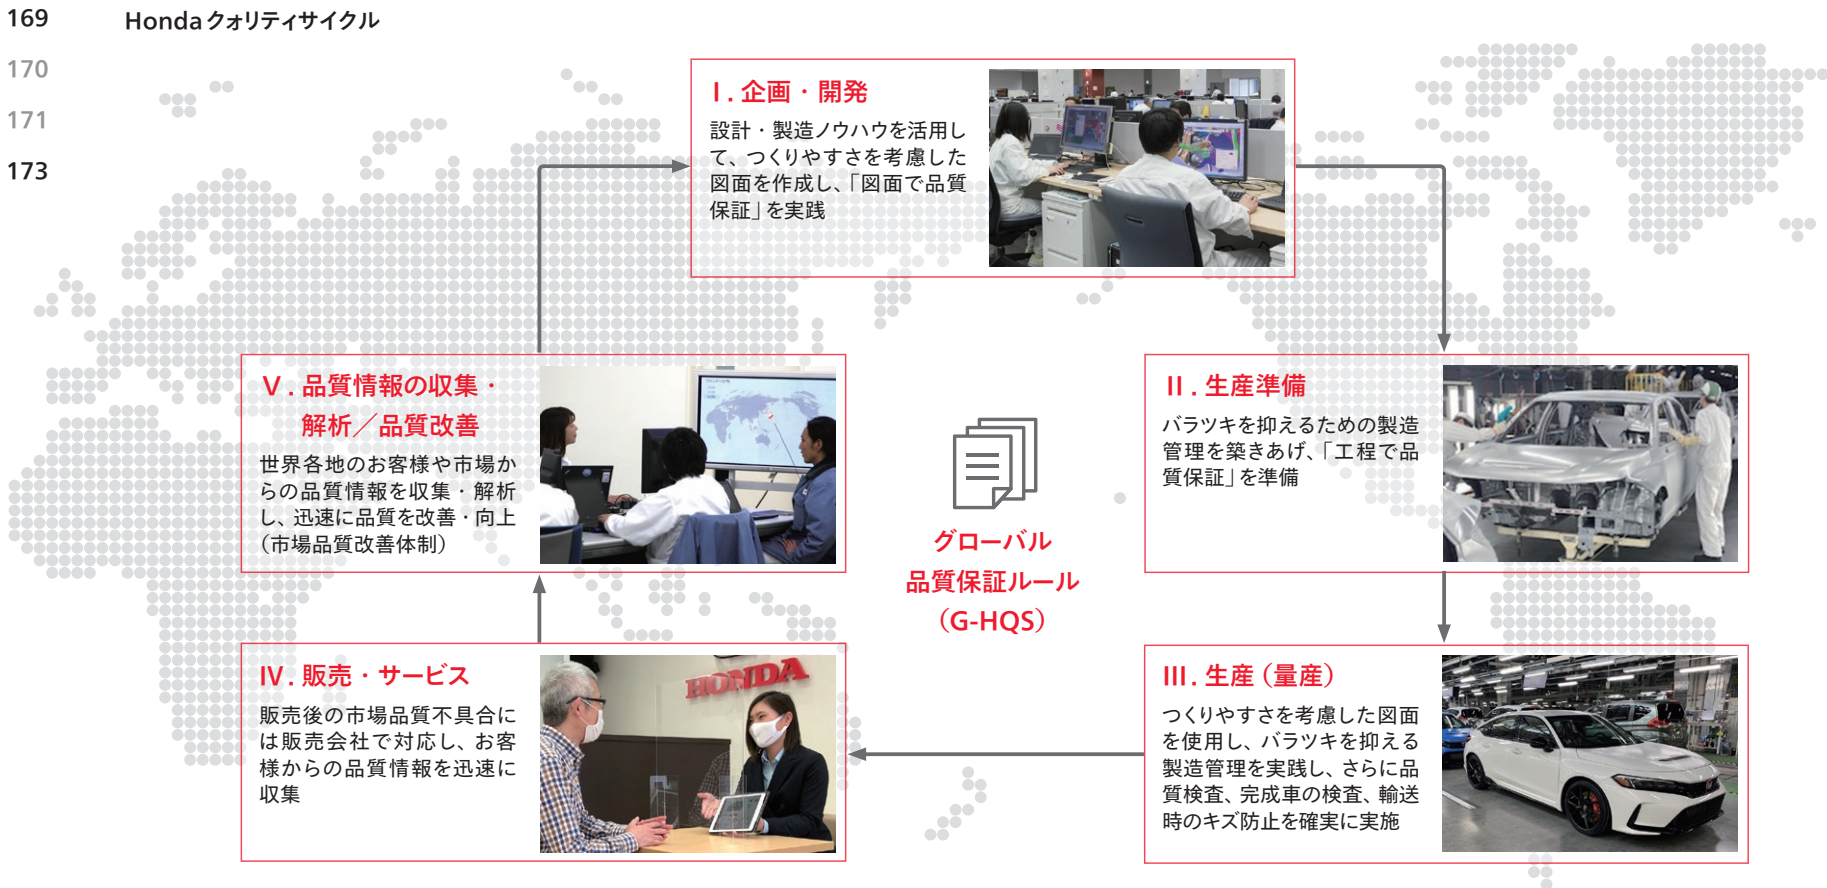 169
Hondaクォリティサイクル
170
171
173
Ⅰ. 企画・開発
設計・製造ノウハウを活用し
て、つくりやすさを考慮した
図面を作成し、「図面で品質
保証」を実践
Ⅱ. 生産準備
バラツキを抑えるための製造
管理を築きあげ、「工程で品
質保証」を準備
Ⅲ. 生産（量産）
つくりやすさを考慮した図面
を使用し、バラツキを抑える
製造管理を実践し、さらに品
質検査、完成車の検査、輸送
時のキズ防止を確実に実施
Ⅳ. 販売・サービス
販売後の市場品質不具合に
は販売会社で対応し、お客
様からの品質情報を迅速に
収集
HONDA
Ⅴ. 品質情報の収集・
解析／品質改善
世界各地のお客様や市場か
らの品質情報を収集・解析
し、迅速に品質を改善・向上
（市場品質改善体制）
グローバル
品質保証ルール
（G-HQS）